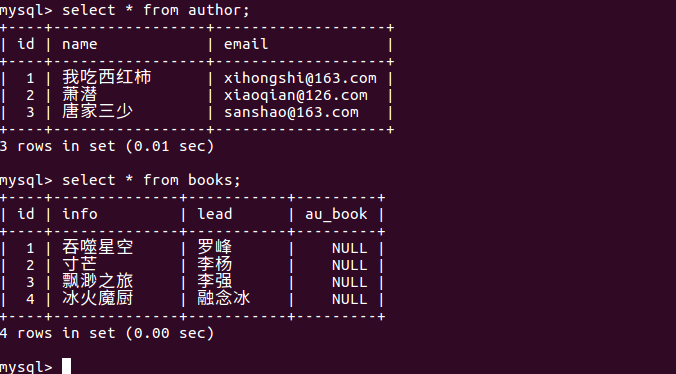 mysql> select * from author;
+----+-----------------+-------------------+
| id | name | email |
+----+-----------------+-------------------+
| 1 | 我吃西红柿 | xihongshi@163.com |
| 2 | 萧潜 | xiaoqian@126.com |
| 3 | 唐家三少 | sanshao@163.com |
+----+-----------------+-------------------+
3 rows in set (0.01 sec)
mysql> select * from books;
+----+--------------+-----------+---------+
| id | info | lead | au_book |
+----+--------------+-----------+---------+
| 1 | 吞噬星空 | 罗峰 | NULL |
| 2 | 寸芒 | 李杨 | NULL |
| 3 | 飘渺之旅 | 李强 | NULL |
| 4 | 冰火魔厨 | 融念冰 | NULL |
+----+--------------+-----------+---------+
4 rows in set (0.00 sec)
mysql>